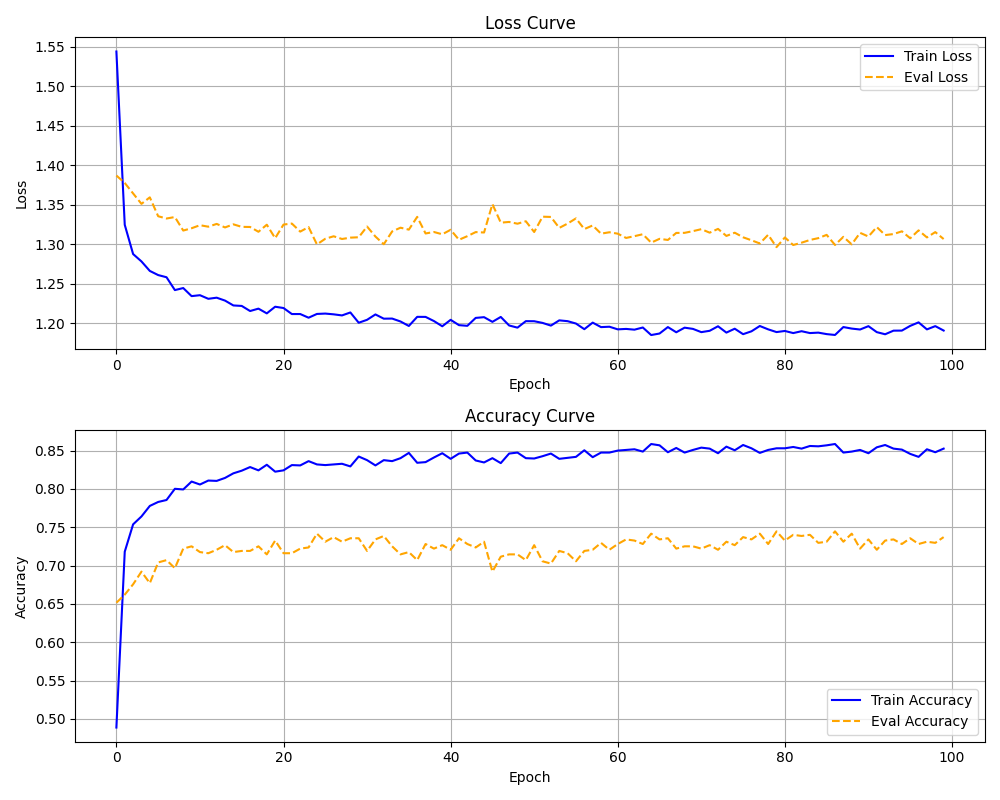 Loss Curve
1.55
1.50
1.45
1.40
1.35
1.30
1.25
1.20
Loss
Train Loss
Eval Loss
0
20
40
60
80
100
Epoch
Accuracy Curve
0.85
0.80
0.75
0.70
0.65
0.60
0.55
0.50
Accuracy
Train Accuracy
Eval Accuracy
0
20
40
60
80
100
Epoch